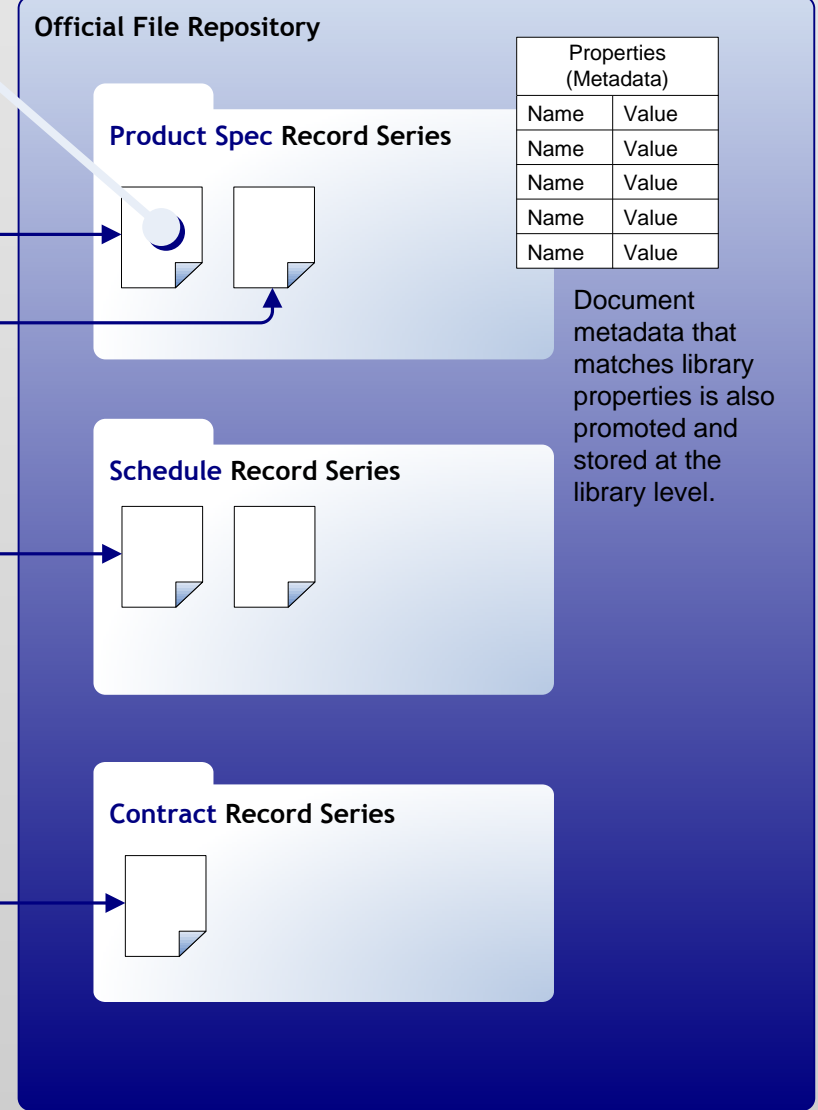 Official File Repository
Properties
(Metadata)
Name Value
Name Value
Name Value
Name Value
Name Value
Product Spec Record Series
Document
metadata that
matches library
properties is also
promoted and
stored at the
library level.
Schedule Record Series
Contract Record Series